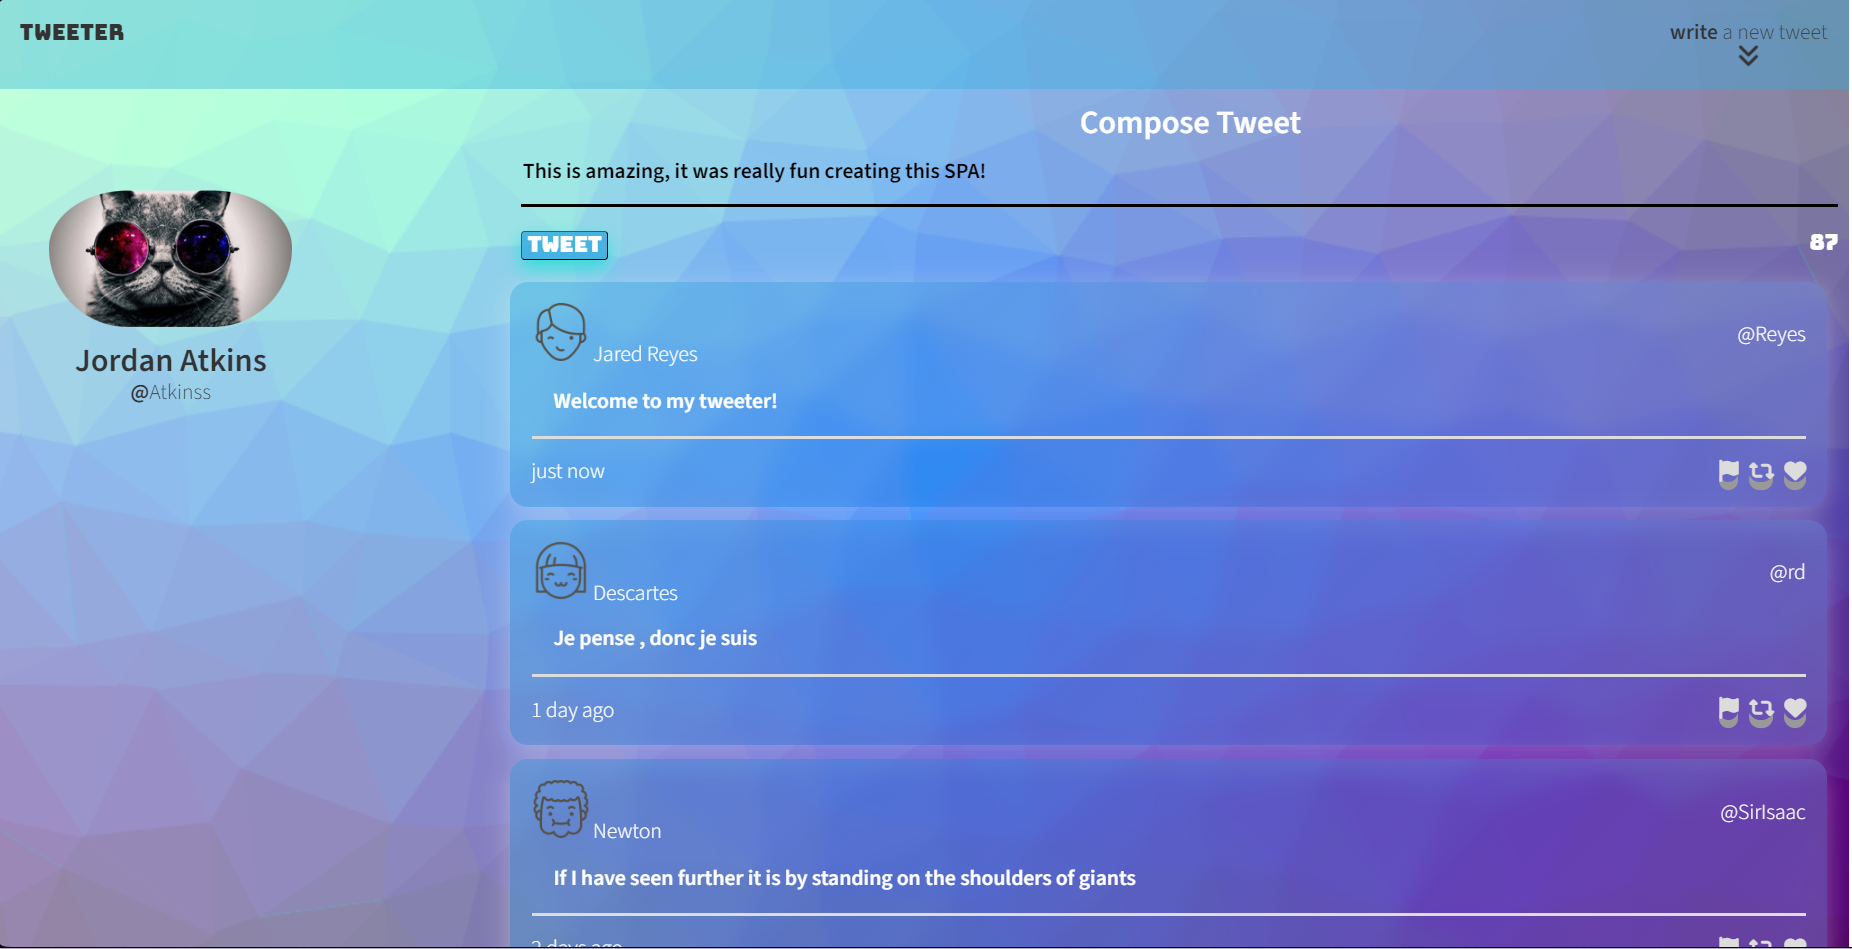 TWEETER
write a new tweet
Compose Tweet
This is amazing, it was really fun creating this SPA!
TWEET
87
Jordan Atkins
@Atkinss
Jared Reyes
@Reyes
Welcome to my tweeter!
just now
Descartes
@rd
Je pense , donc je suis
1 day ago
Newton
@SirIsaac
If I have seen further it is by standing on the shoulders of giants
days ago